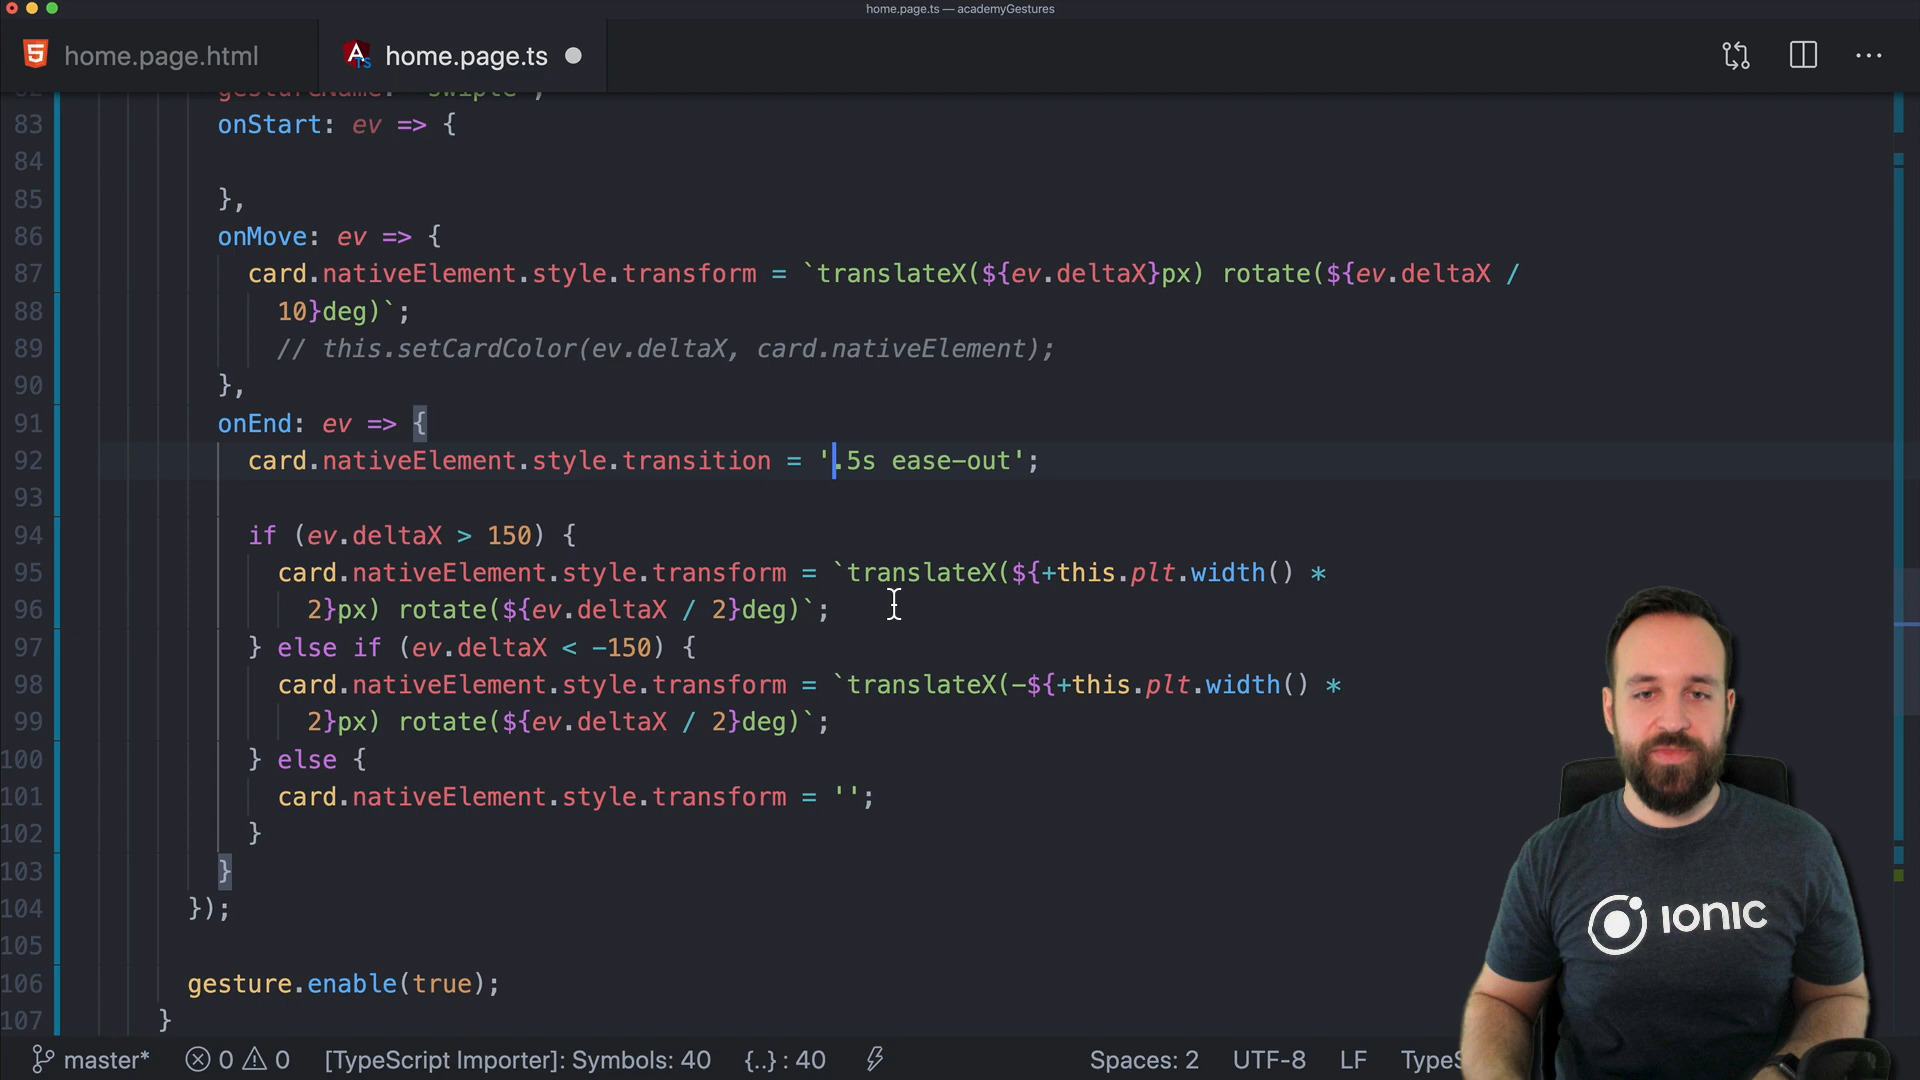 home.page.ts — academyGestures
home.page.html
home.page.ts
83 onStart: ev => {
84
85 },
86 onMove: ev => {
87 card.nativeElement.style.transform = `translateX(${ev.deltaX}px) rotate(${ev.deltaX /
88 10}deg)`;
89 // this.setCardColor(ev.deltaX, card.nativeElement);
90 },
91 onEnd: ev => {
92 card.nativeElement.style.transition = '.5s ease-out';
93
94 if (ev.deltaX > 150) {
95 card.nativeElement.style.transform = `translateX(${+this.plt.width() *
96 2}px) rotate(${ev.deltaX / 2}deg)`;
97 } else if (ev.deltaX < -150) {
98 card.nativeElement.style.transform = `translateX(-${+this.plt.width() *
99 2}px) rotate(${ev.deltaX / 2}deg)`;
100 } else {
101 card.nativeElement.style.transform = '';
102 }
103 }
104 });
105
106 gesture.enable(true);
107 }
IONIC
master* 0 0 [TypeScript Importer]: Symbols: 40 {..} : 40 Spaces: 2 UTF-8 LF